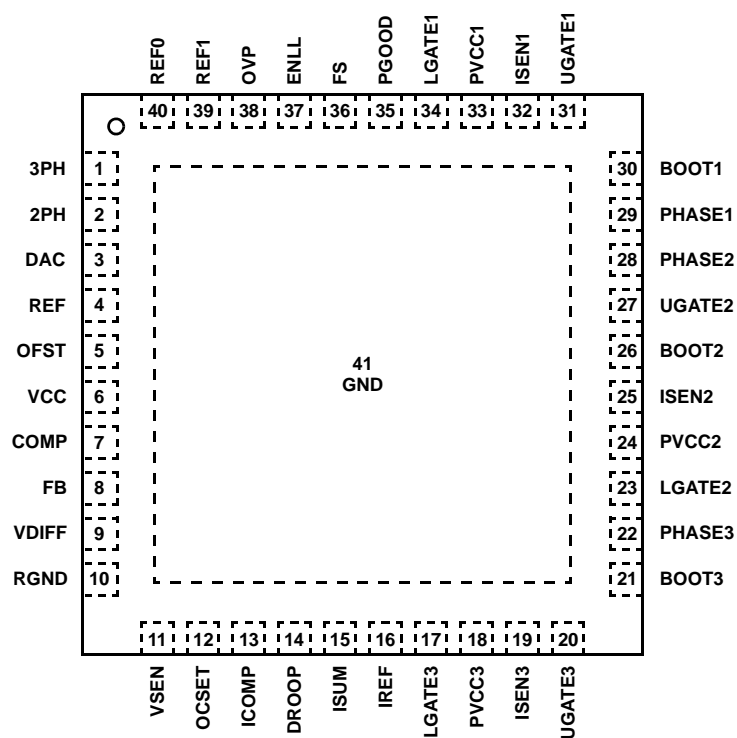 REF0
REF1
OVP
ENLL
FS
PGOOD
LGATE1
PVCC1
ISEN1
UGATE1
40 39 38 37 36 35 34 33 32 31
3PH 1
2PH 2
DAC 3
REF 4
OFST 5
VCC 6
COMP 7
FB 8
VDIFF 9
RGND 10
41
GND
30 BOOT1
29 PHASE1
28 PHASE2
27 UGATE2
26 BOOT2
25 ISEN2
24 PVCC2
23 LGATE2
22 PHASE3
21 BOOT3
11 12 13 14 15 16 17 18 19 20
VSEN
OCSET
ICOMP
DROOP
ISUM
IREF
LGATE3
PVCC3
ISEN3
UGATE3